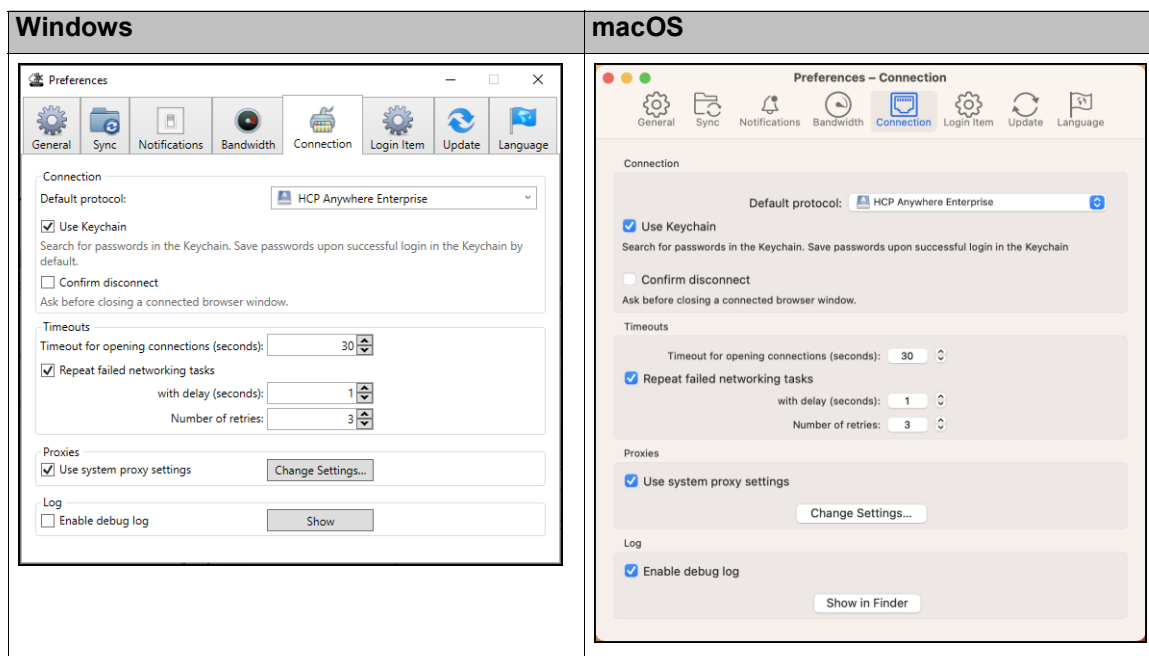 Windows
macOS
Preferences
General Sync Notifications Bandwidth Connection Login Item Update Language
Connection
Default protocol: HCP Anywhere Enterprise
Use Keychain
Search for passwords in the Keychain. Save passwords upon successful login in the Keychain by
default.
Confirm disconnect
Ask before closing a connected browser window.
Timeouts
Timeout for opening connections (seconds): 30
Repeat failed networking tasks
with delay (seconds): 1
Number of retries: 3
Proxies
Use system proxy settings Change Settings...
Log
Enable debug log Show
Preferences – Connection
General Sync Notifications Bandwidth Connection Login Item Update Language
Connection
Default protocol: HCP Anywhere Enterprise
Use Keychain
Search for passwords in the Keychain. Save passwords upon successful login in the Keychain
Confirm disconnect
Ask before closing a connected browser window.
Timeouts
Timeout for opening connections (seconds): 30
Repeat failed networking tasks
with delay (seconds): 1
Number of retries: 3
Proxies
Use system proxy settings
Change Settings...
Log
Enable debug log
Show in Finder